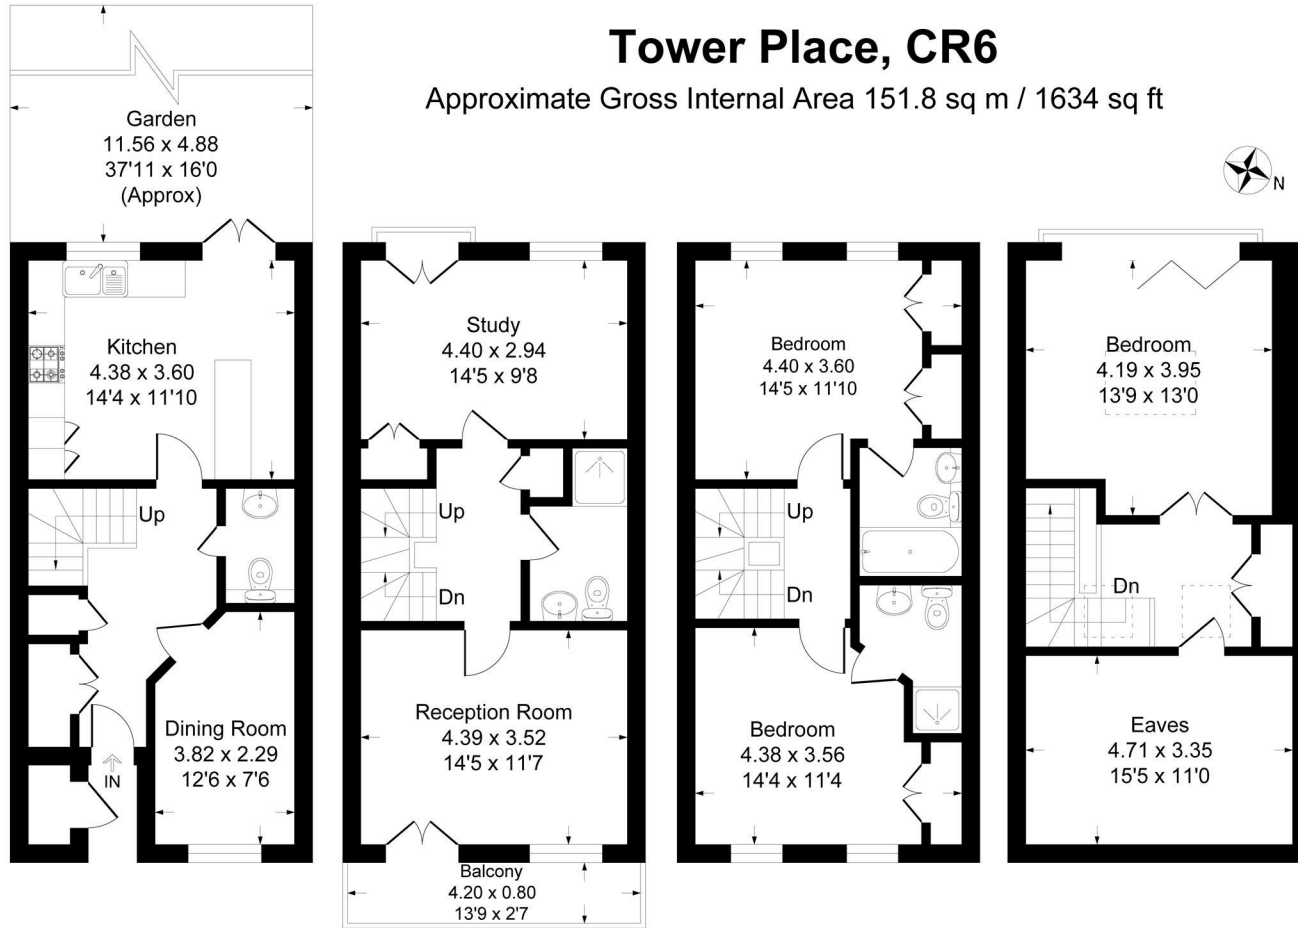 Tower Place, CR6
Approximate Gross Internal Area 151.8 sq m / 1634 sq ft
N
Garden
11.56 x 4.88
37'11 x 16'0
(Approx)
Kitchen
4.38 x 3.60
14'4 x 11'10
Up
Dining Room
3.82 x 2.29
12'6 x 7'6
IN
Study
4.40 x 2.94
14'5 x 9'8
Up
Dn
Reception Room
4.39 x 3.52
14'5 x 11'7
Balcony
4.20 x 0.80
13'9 x 2'7
Bedroom
4.40 x 3.60
14'5 x 11'10
Up
Dn
Bedroom
4.38 x 3.56
14'4 x 11'4
Bedroom
4.19 x 3.95
13'9 x 13'0
Dn
Eaves
4.71 x 3.35
15'5 x 11'0